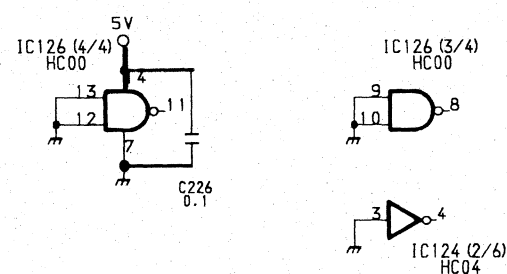 5V
IC126 (4/4)
HC00
4
13
12
11
7
C226
0.1
IC126 (3/4)
HC00
9
10
8
3
4
IC124 (2/6)
HC04